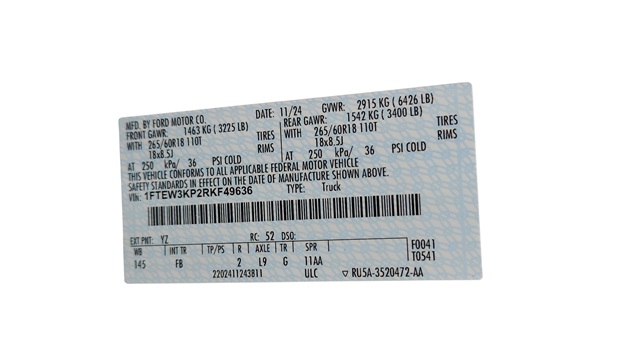 MFD. BY FORD MOTOR CO.
DATE: 11/24 GVWR: 2915 KG ( 6426 LB)
FRONT GAWR: 1463 KG ( 3225 LB) REAR GAWR: 1542 KG ( 3400 LB)
WITH 265/60R18 110T TIRES WITH 265/60R18 110T TIRES
18x8.5J RIMS 18x8.5J RIMS
AT 250 kPa/ 36 PSI COLD AT 250 kPa/ 36 PSI COLD
THIS VEHICLE CONFORMS TO ALL APPLICABLE FEDERAL MOTOR VEHICLE
SAFETY STANDARDS IN EFFECT ON THE DATE OF MANUFACTURE SHOWN ABOVE.
VIN: 1FTEW3KP2RKF49636 TYPE: Truck
EXT PNT: YZ RC: 52 DSO: F0041
WB INT TR TP/PS R AXLE TR SPR T0541
145 FB 2 L9 G 11AA
2202411243811 ULC ▽ RU5A-3520472-AA